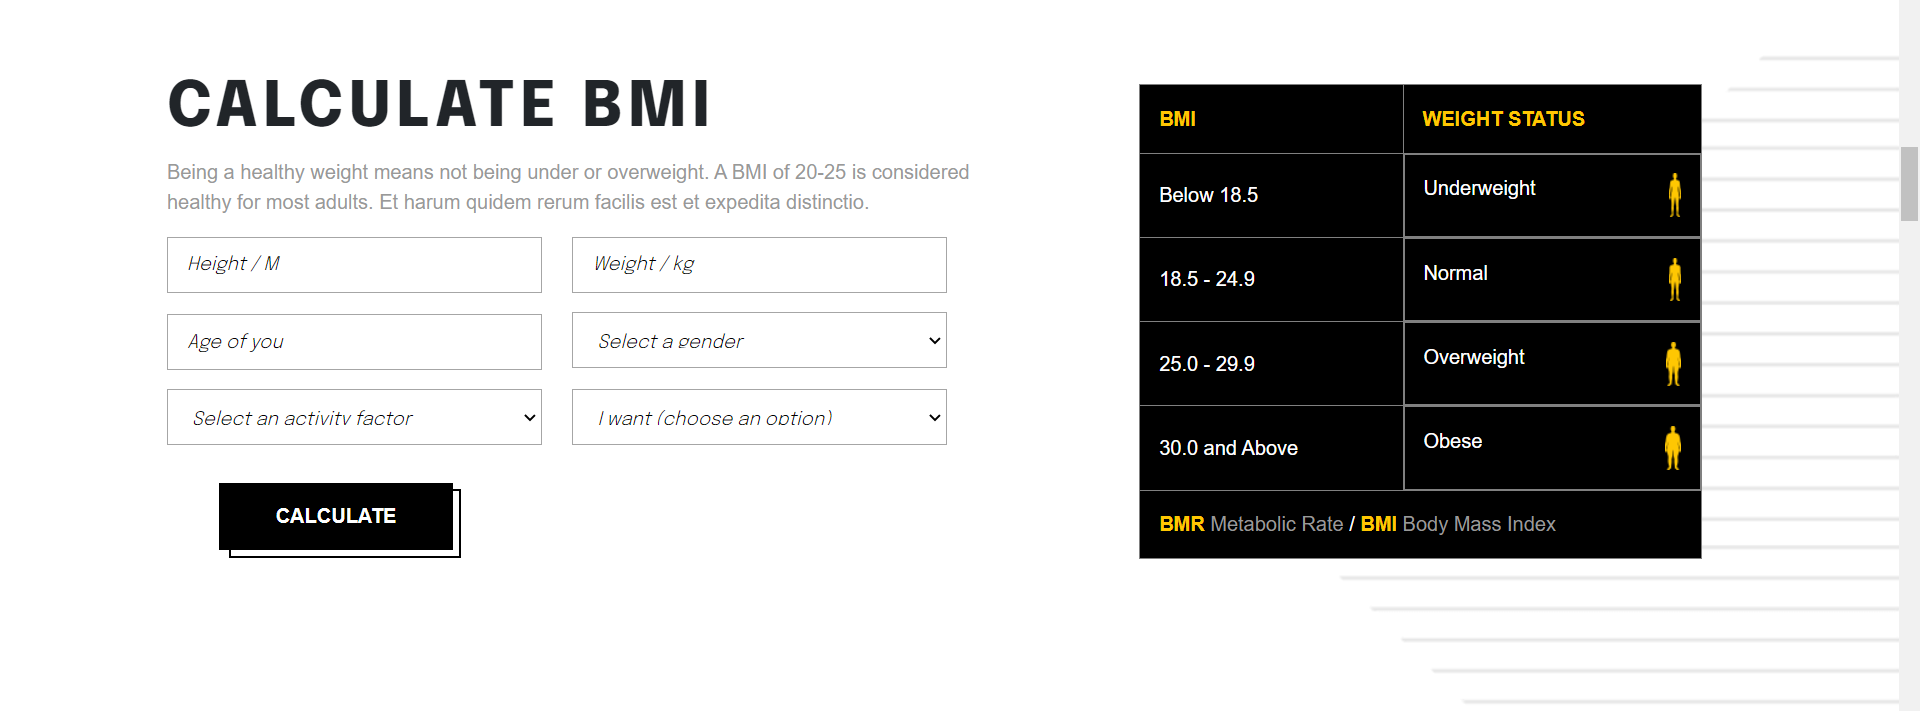 CALCULATE BMI
Being a healthy weight means not being under or overweight. A BMI of 20-25 is considered
healthy for most adults. Et harum quidem rerum facilis est et expedita distinctio.
Height / M
Weight / kg
Age of you
Select a gender
Select an activity factor
I want (choose an option)
CALCULATE
BMI WEIGHT STATUS
Below 18.5 Underweight
18.5 - 24.9 Normal
25.0 - 29.9 Overweight
30.0 and Above Obese
BMR Metabolic Rate / BMI Body Mass Index